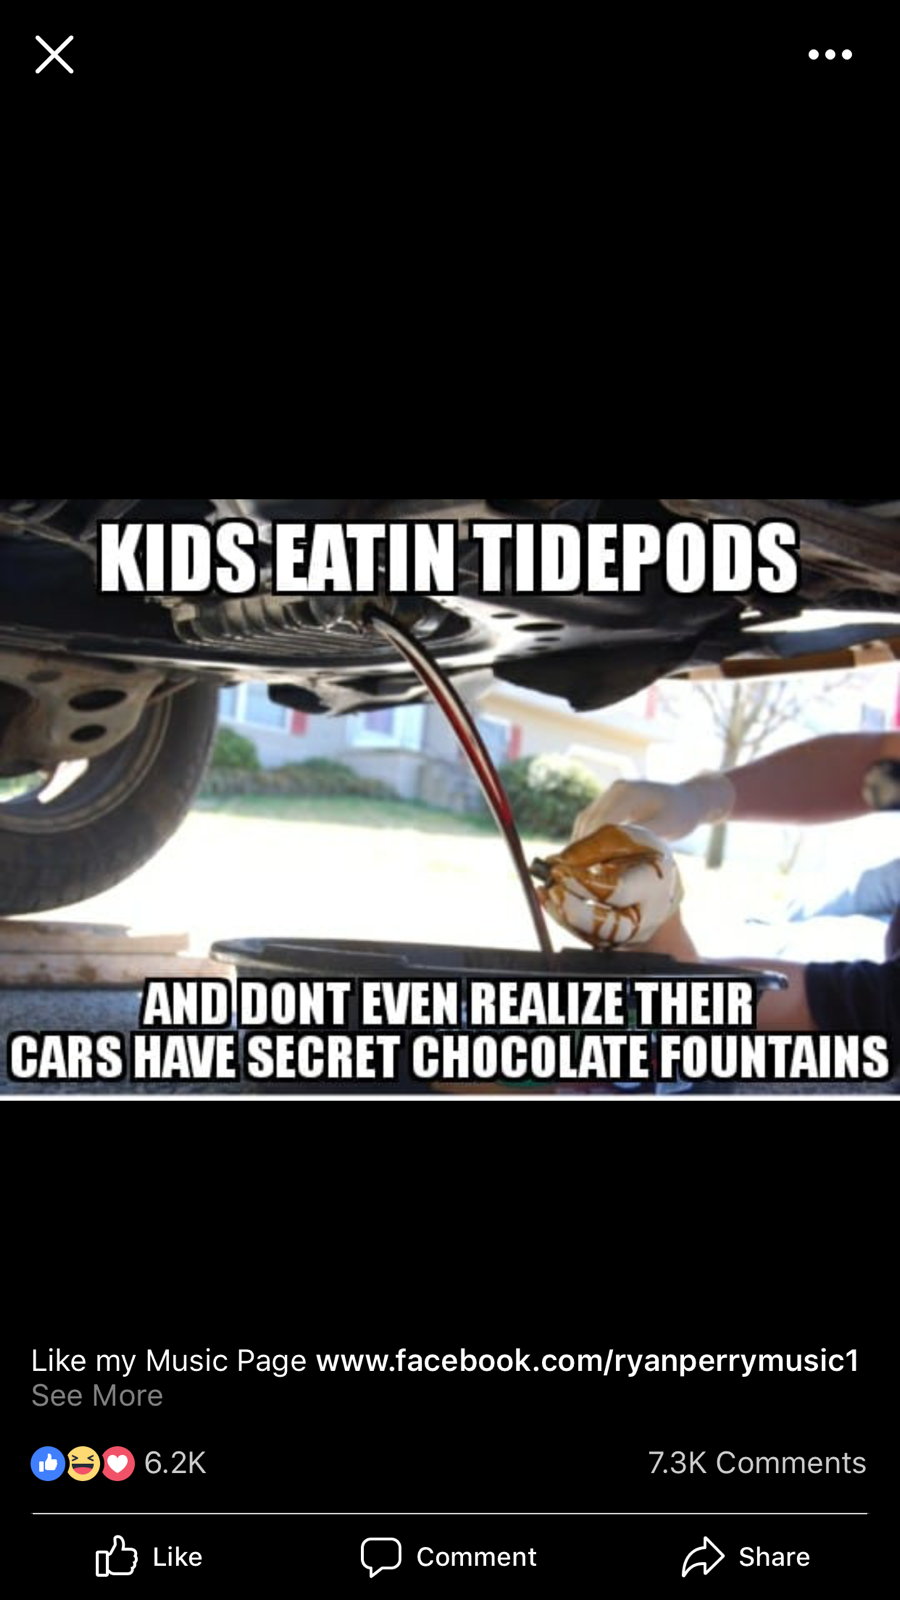 KIDS EATIN TIDEPODS
AND DONT EVEN REALIZE THEIR
CARS HAVE SECRET CHOCOLATE FOUNTAINS
Like my Music Page www.facebook.com/ryanperrymusic1
See More
6.2K 7.3K Comments
Like Comment Share